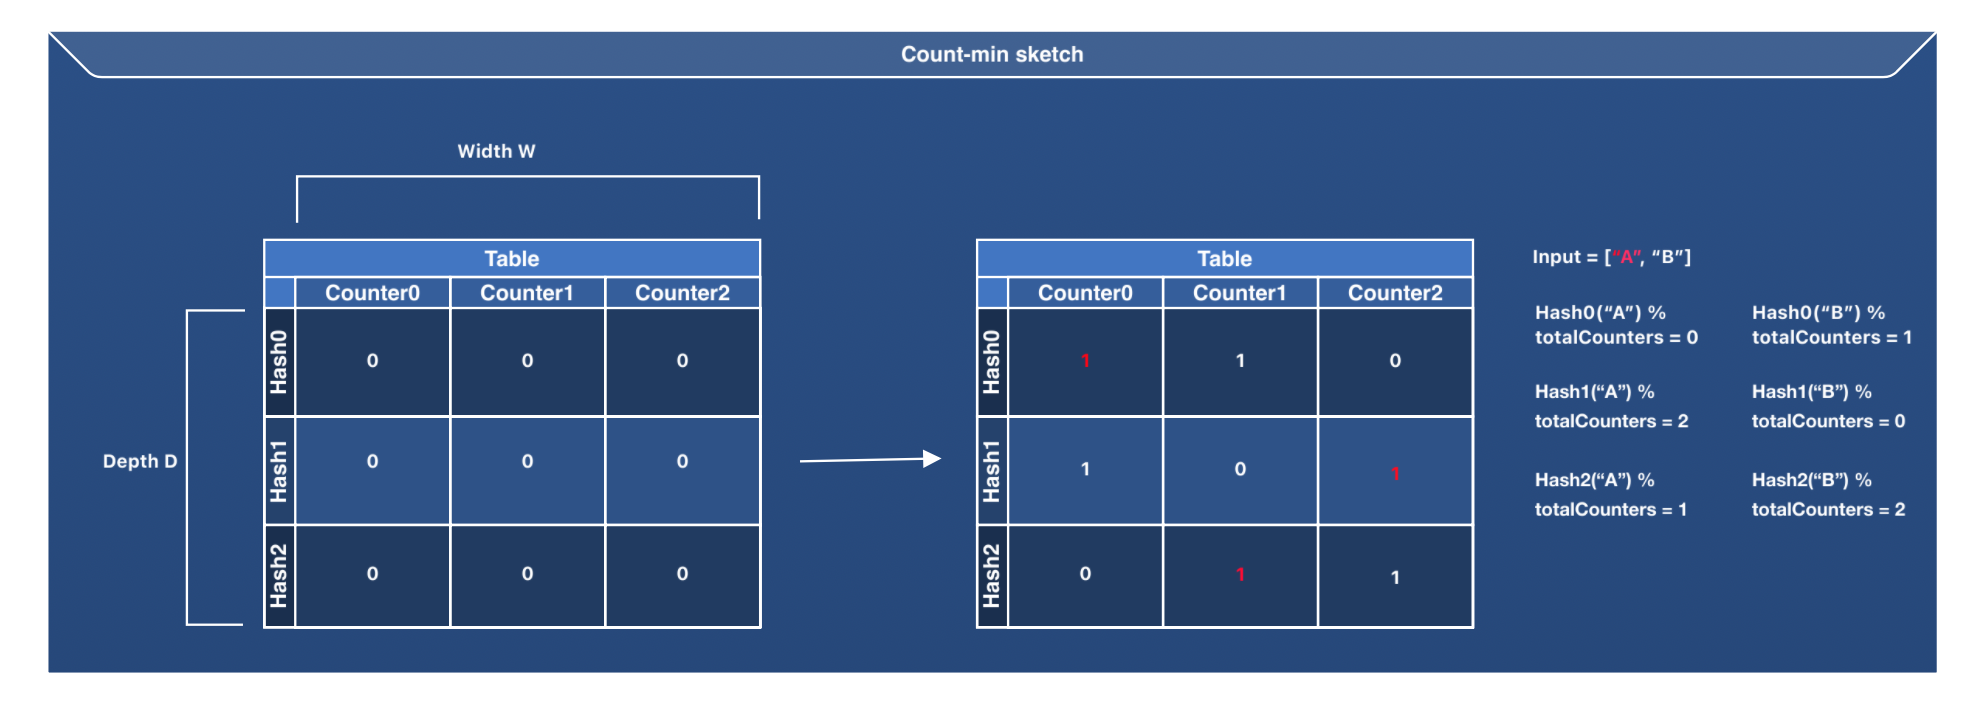 Count-min sketch
Width W
Depth D
Table
Counter0 Counter1 Counter2
Hash0 0 0 0
Hash1 0 0 0
Hash2 0 0 0
Table
Counter0 Counter1 Counter2
Hash0 1 1 0
Hash1 1 0 1
Hash2 0 1 1
Input = [“A”, “B”]
Hash0(“A”) %
totalCounters = 0
Hash0(“B”) %
totalCounters = 1
Hash1(“A”) %
totalCounters = 2
Hash1(“B”) %
totalCounters = 0
Hash2(“A”) %
totalCounters = 1
Hash2(“B”) %
totalCounters = 2